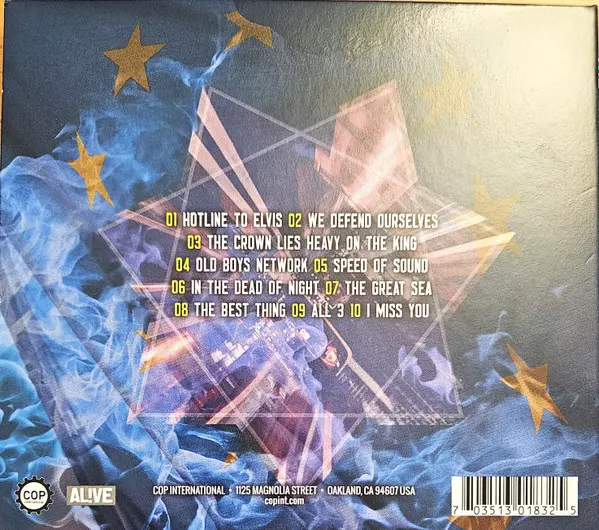 01 HOTLINE TO ELVIS 02 WE DEFEND OURSELVES
03 THE CROWN LIES HEAVY ON THE KING
04 OLD BOYS NETWORK 05 SPEED OF SOUND
06 IN THE DEAD OF NIGHT 07 THE GREAT SEA
08 THE BEST THING 09 ALL 3 10 I MISS YOU
COP
AL!VE
COP INTERNATIONAL • 1125 MAGNOLIA STREET • OAKLAND, CA 94607 USA
copint.com
7 03513 01832 5